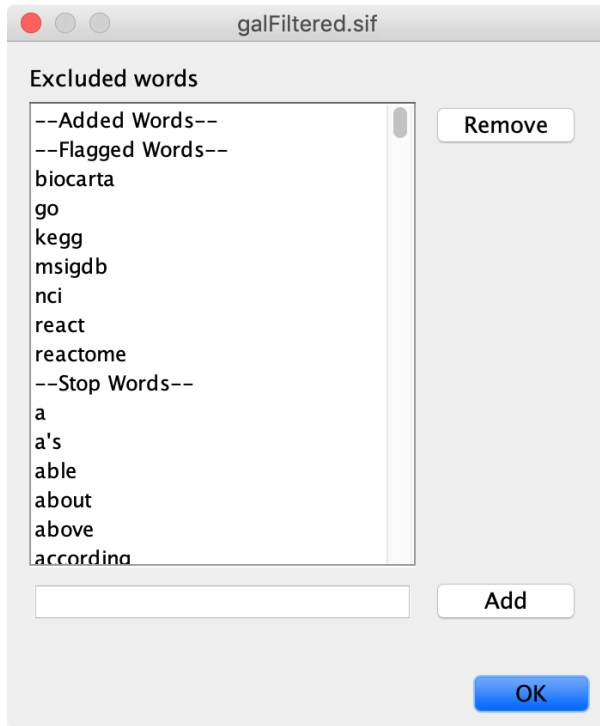 galFiltered.sif
Excluded words
--Added Words--
Remove
--Flagged Words--
biocarta
go
kegg
msigdb
nci
react
reactome
--Stop Words--
a
a's
able
about
above
according
Add
OK